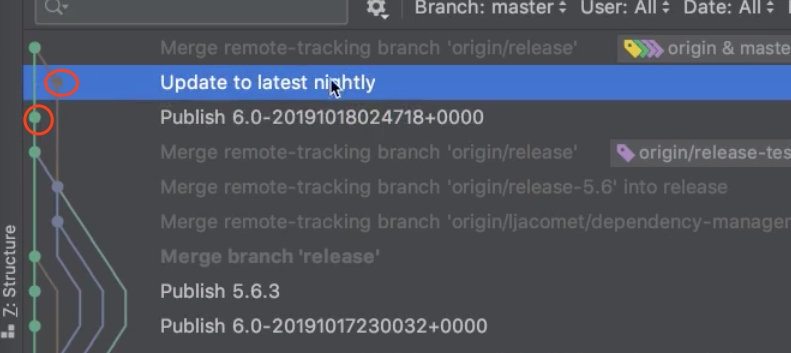 Branch: master User: All Date: All
Merge remote-tracking branch 'origin/release' origin & maste
Update to latest nightly
Publish 6.0-20191018024718+0000
Merge remote-tracking branch 'origin/release' origin/release-tes
Merge remote-tracking branch 'origin/release-5.6' into release
Merge remote-tracking branch 'origin/ljacomet/dependency-manager
Merge branch 'release'
Publish 5.6.3
Publish 6.0-20191017230032+0000
Z: Structure